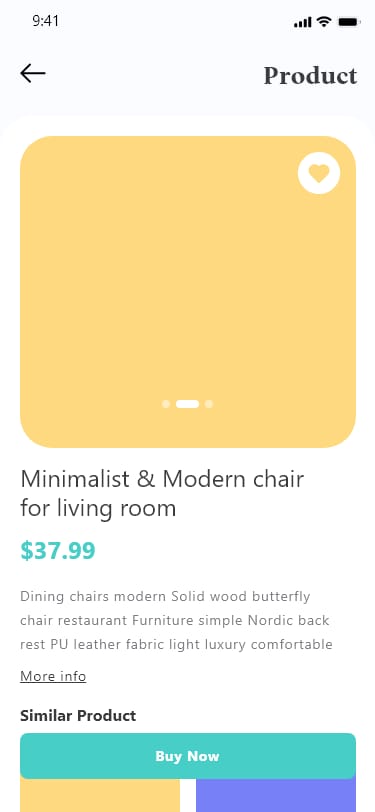 9:41
Product
Minimalist & Modern chair
for living room
$37.99
Dining chairs modern Solid wood butterfly
chair restaurant Furniture simple Nordic back
rest PU leather fabric light luxury comfortable
More info
Similar Product
Buy Now